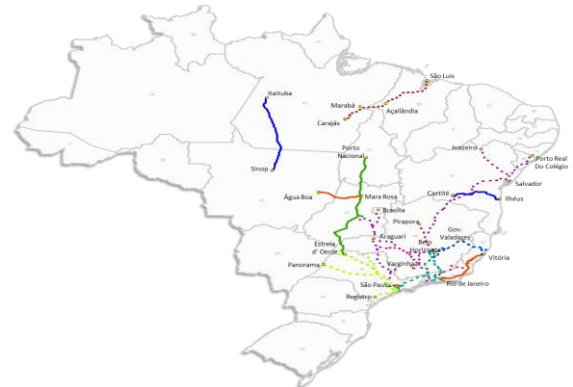 São Luis
Itaituba
Marabá
Açailândia
Carajás
Juazeiro
Porto
Nacional
Porto Real
Do Colégio
Sinop
Salvador
Água Boa
Mara Rosa
Caetité
Ilhéus
Brasília
Pirapora
Gov.
Valadares
Araguari
Belo
Horizonte
Estrela
d' Oeste
Vitória
Panorama
Varginha
São Paulo
Rio de Janeiro
Registro